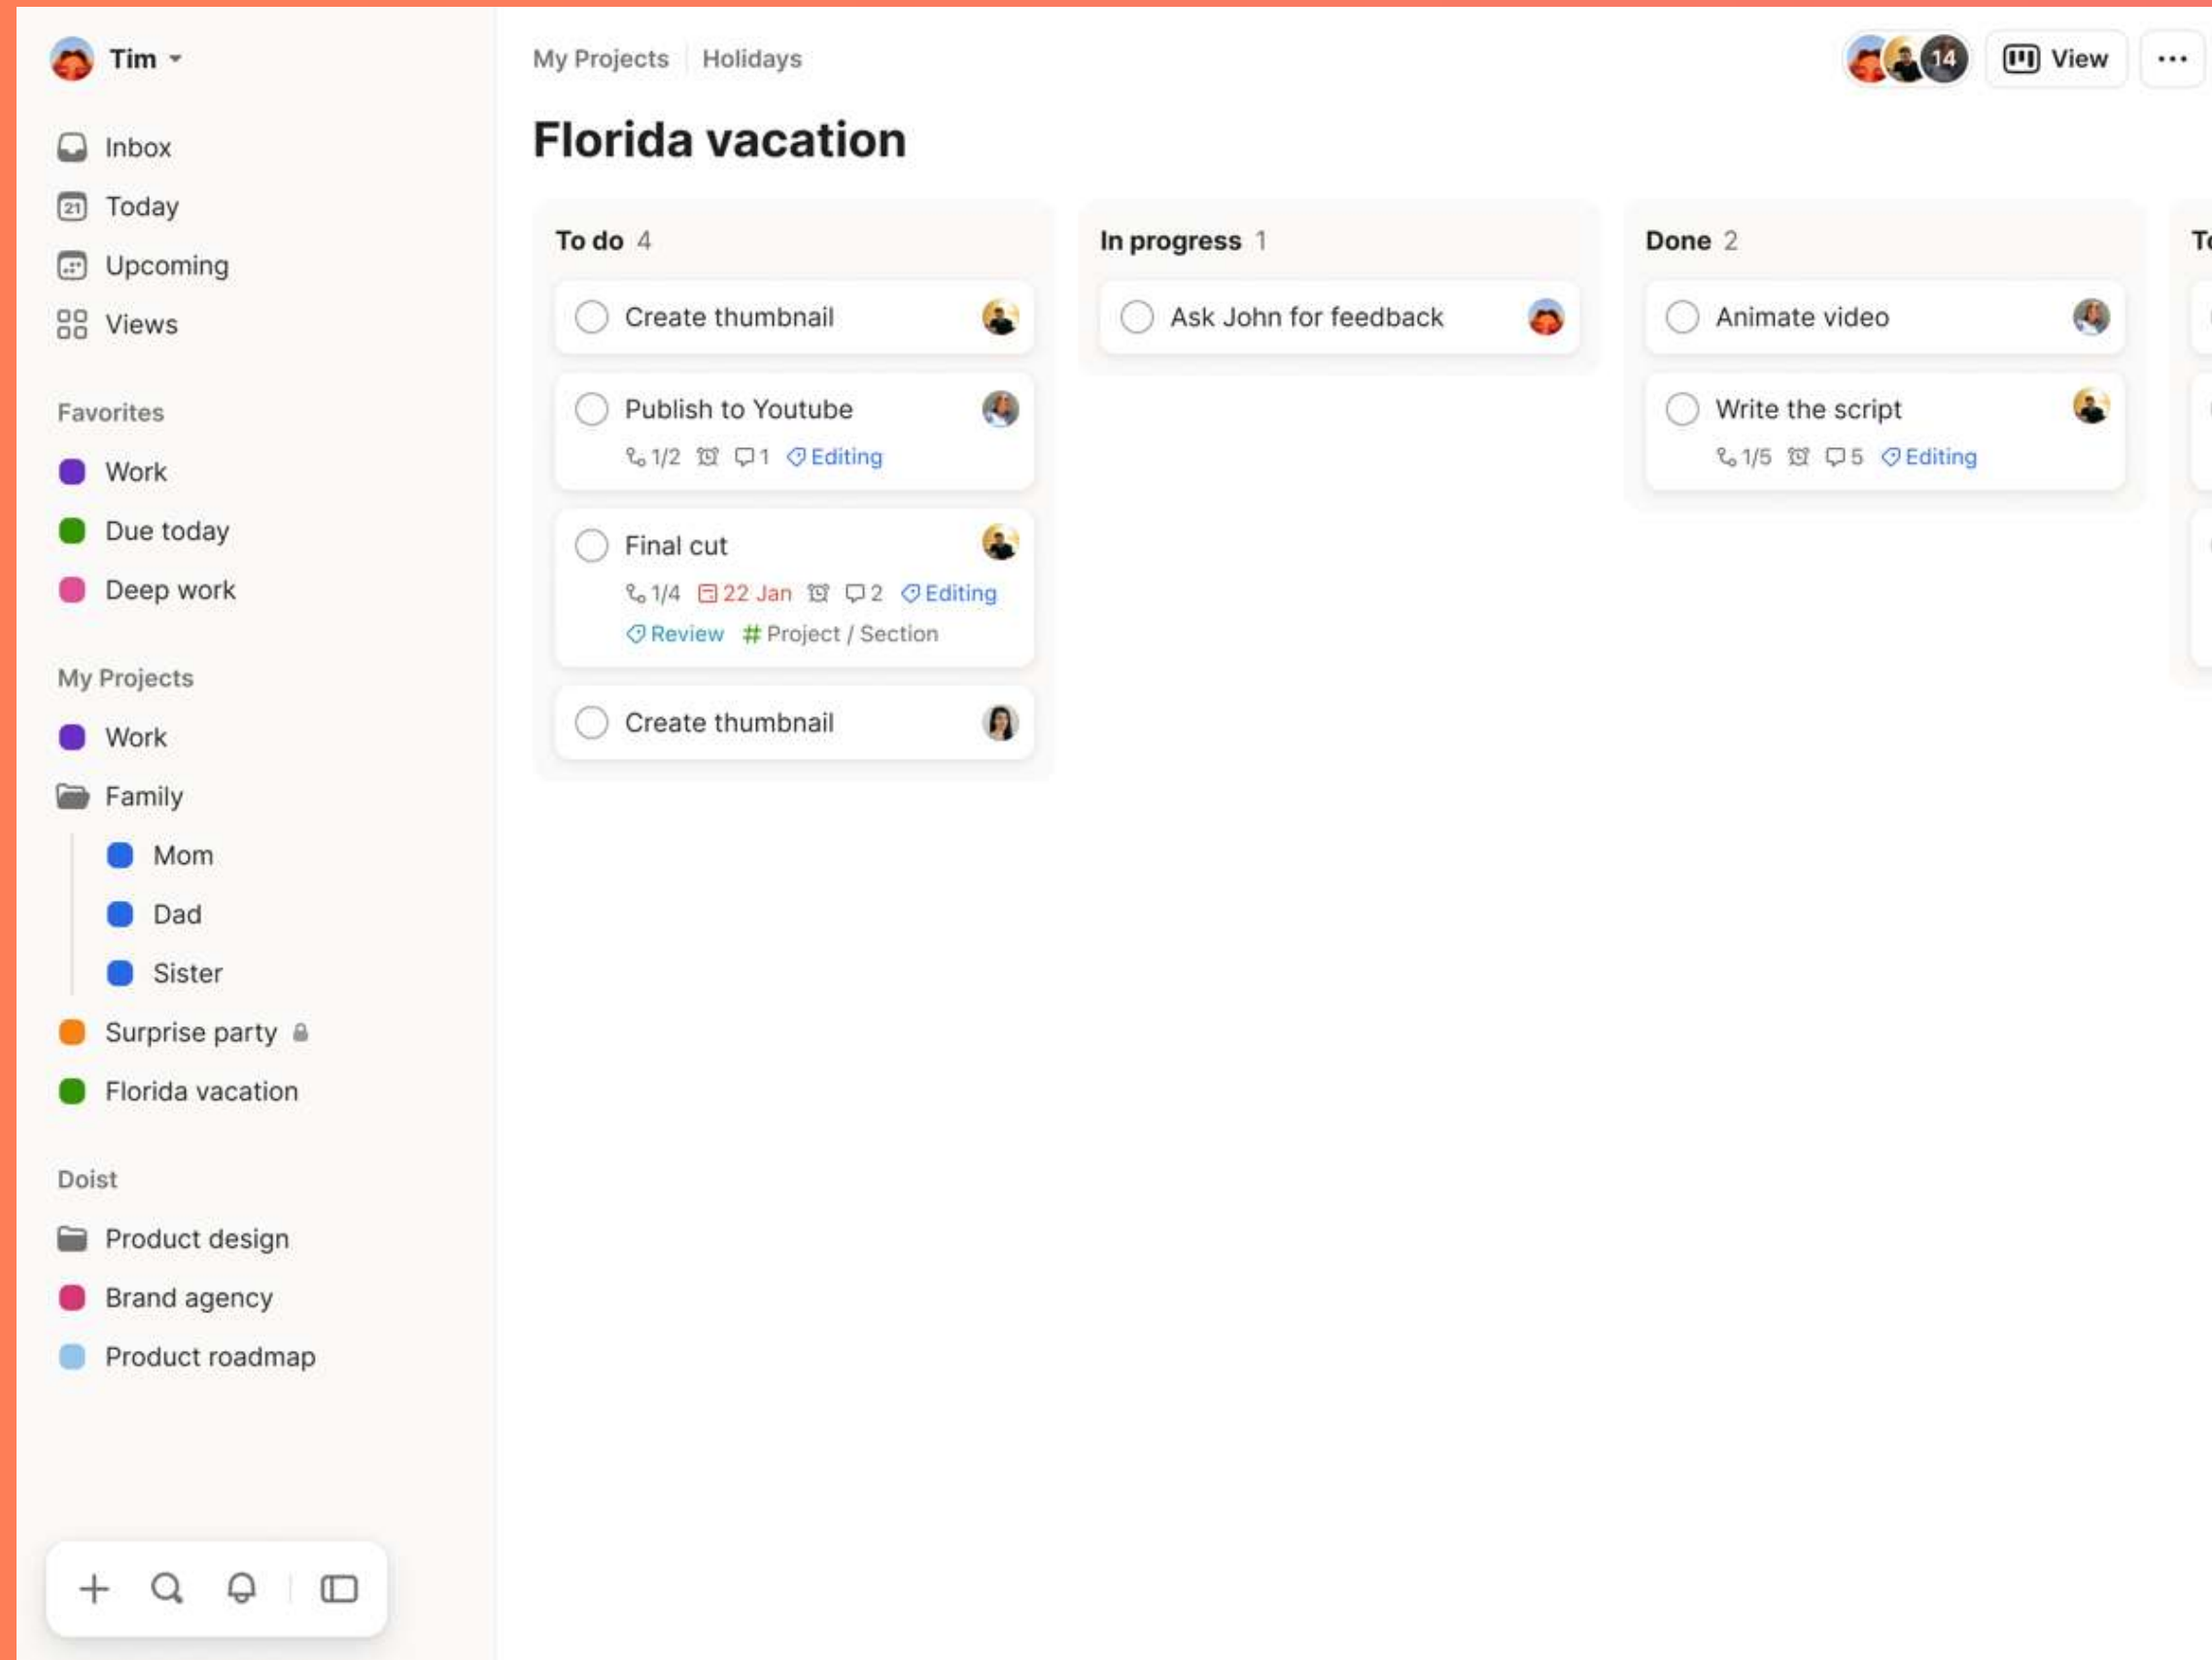 Tim
Inbox
21 Today
Upcoming
Views
Favorites
Work
Due today
Deep work
My Projects
Work
Family
Mom
Dad
Sister
Surprise party
Florida vacation
Doist
Product design
Brand agency
Product roadmap
My Projects Holidays
14 View
Florida vacation
To do 4
Create thumbnail
Publish to Youtube
1/2 1 Editing
Final cut
1/4 22 Jan 2 Editing
Review # Project / Section
Create thumbnail
In progress 1
Ask John for feedback
Done 2
Animate video
Write the script
1/5 5 Editing